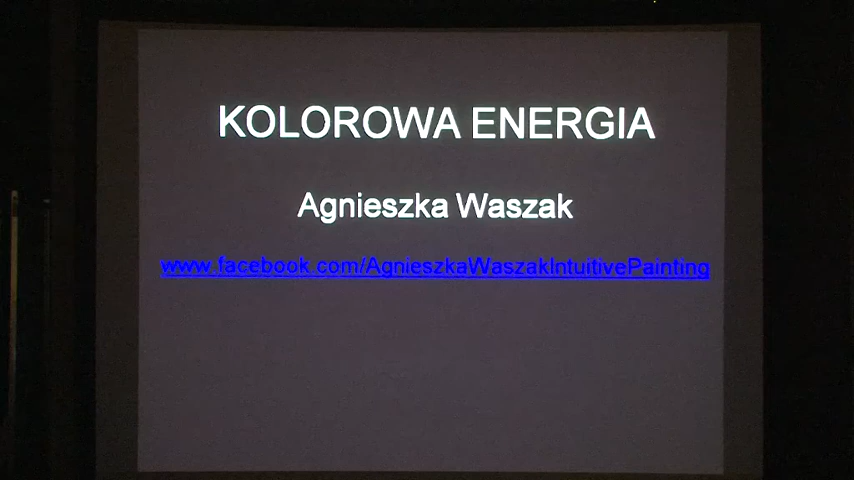 KOLOROWA ENERGIA
Agnieszka Waszak
www.facebook.com/AgnieszkaWaszakIntuitivePainting